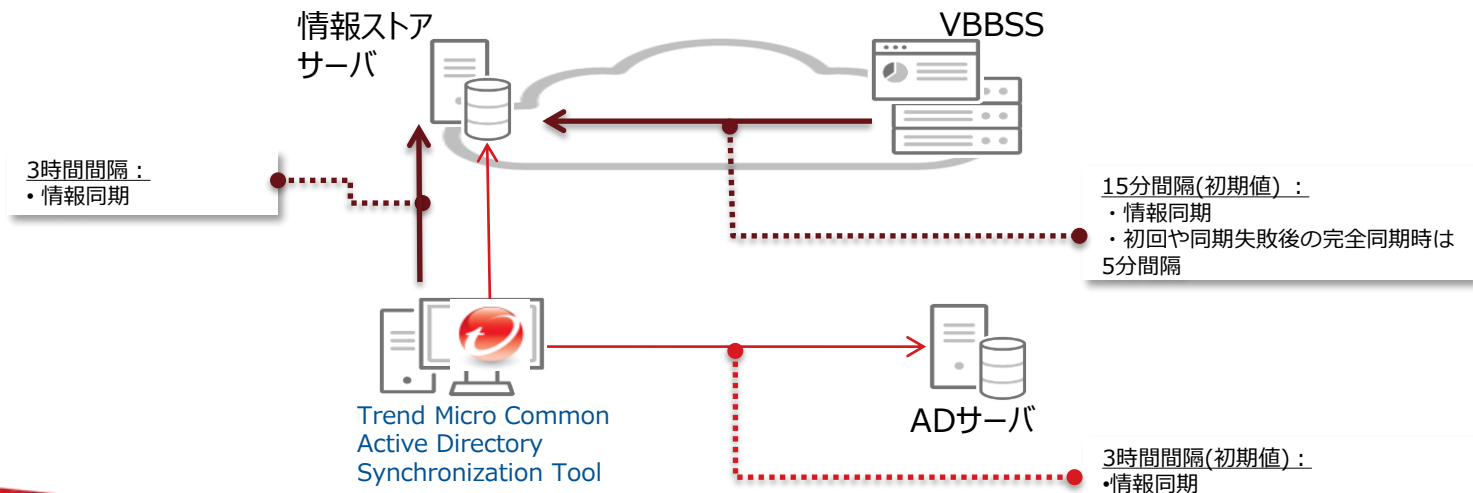 情報ストア
サーバ
VBBSS
3時間間隔：
• 情報同期
15分間隔(初期値) ：
・情報同期
・初回や同期失敗後の完全同期時は
5分間隔
Trend Micro Common
Active Directory
Synchronization Tool
ADサーバ
3時間間隔(初期値)：
•情報同期